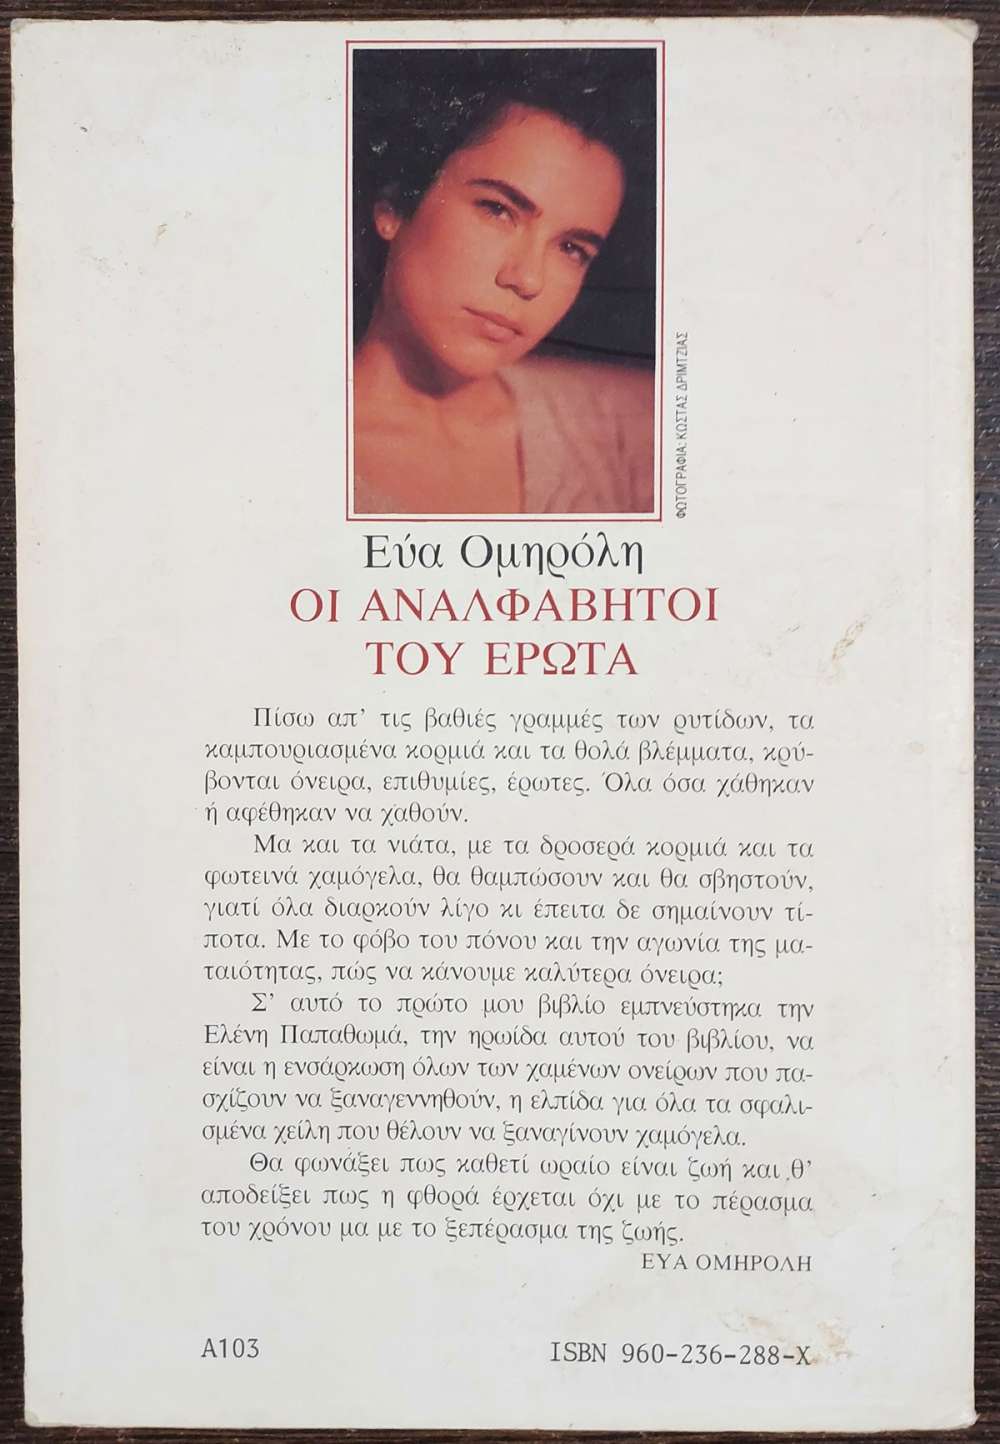 ΦΩΤΟΓΡΑΦΙΑ: ΚΩΣΤΑΣ ΔΡΙΜΤΖΙΑΣ
Εύα Ομηρόλη
ΟΙ ΑΝΑΛΦΑΒΗΤΟΙ
ΤΟΥ ΕΡΩΤΑ
Πίσω απ' τις βαθιές γραμμές των ρυτίδων, τα
καμπουριασμένα κορμιά και τα θολά βλέμματα, κρύ-
βονται όνειρα, επιθυμίες, έρωτες. Όλα όσα χάθηκαν
ή αφέθηκαν να χαθούν.
Μα και τα νιάτα, με τα δροσερά κορμιά και τα
φωτεινά χαμόγελα, θα θαμπώσουν και θα σβηστούν,
γιατί όλα διαρκούν λίγο κι έπειτα δε σημαίνουν τί-
ποτα. Με το φόβο του πόνου και την αγωνία της μα-
ταιότητας, πώς να κάνουμε καλύτερα όνειρα;
Σ' αυτό το πρώτο μου βιβλίο εμπνεύστηκα την
Ελένη Παπαθωμά, την ηρωίδα αυτού του βιβλίου, να
είναι η ενσάρκωση όλων των χαμένων ονείρων που πα-
σχίζουν να ξαναγεννηθούν, η ελπίδα για όλα τα σφαλι-
σμένα χείλη που θέλουν να ξαναγίνουν χαμόγελα.
Θα φωνάξει πως καθετί ωραίο είναι ζωή και θ'
αποδείξει πως η φθορά έρχεται όχι με το πέρασμα
του χρόνου μα με το ξεπέρασμα της ζωής.
ΕΥΑ ΟΜΗΡΟΛΗ
Α103
ISBN 960-236-288-X